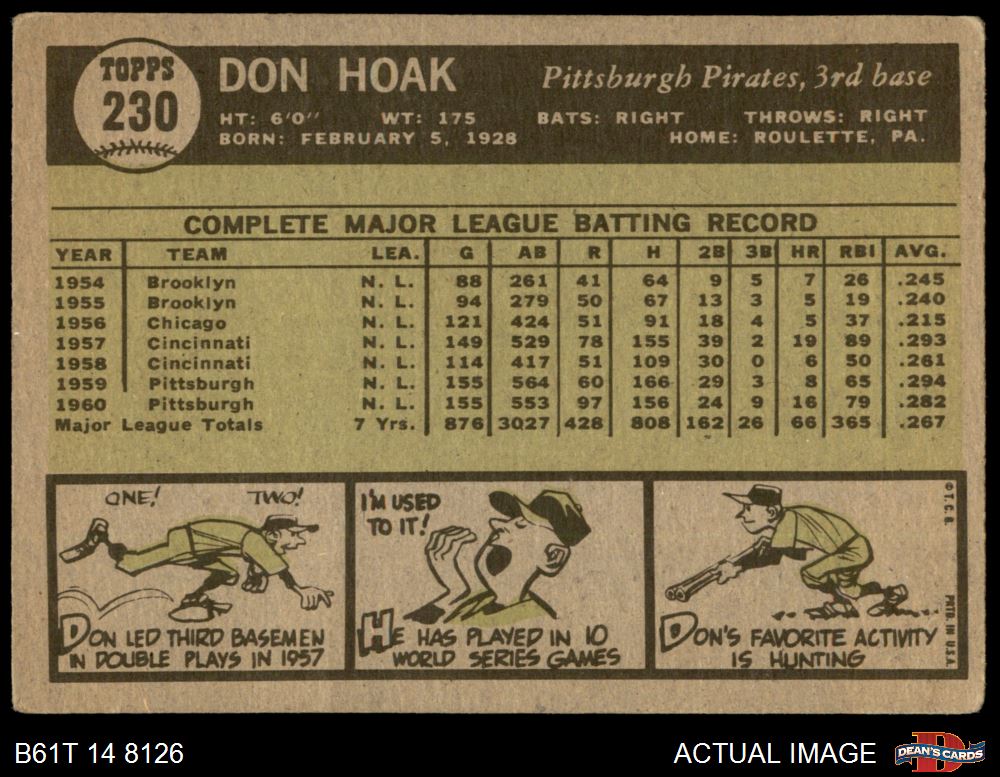 TOPPS
230
DON HOAK
Pittsburgh Pirates, 3rd base
HT: 6'0'' WT: 175 BATS: RIGHT THROWS: RIGHT
BORN: FEBRUARY 5, 1928 HOME: ROULETTE, PA.
COMPLETE MAJOR LEAGUE BATTING RECORD
YEAR TEAM LEA. G AB R H 2B 3B HR RBI AVG.
1954 Brooklyn N. L. 88 261 41 64 9 5 7 26 .245
1955 Brooklyn N. L. 94 279 50 67 13 3 5 19 .240
1956 Chicago N. L. 121 424 51 91 18 4 5 37 .215
1957 Cincinnati N. L. 149 529 78 155 39 2 19 89 .293
1958 Cincinnati N. L. 114 417 51 109 30 0 6 50 .261
1959 Pittsburgh N. L. 155 564 60 166 29 3 8 65 .294
1960 Pittsburgh N. L. 155 553 97 156 24 9 16 79 .282
Major League Totals 7 Yrs. 876 3027 428 808 162 26 66 365 .267
ONE! TWO!
DON LED THIRD BASEMEN
IN DOUBLE PLAYS IN 1957
I'M USED
TO IT!
HE HAS PLAYED IN 10
WORLD SERIES GAMES
DON'S FAVORITE ACTIVITY
IS HUNTING
© T. C. G.
PRTD. IN U.S.A.
B61T 14 8126
ACTUAL IMAGE
DEAN'S CARDS